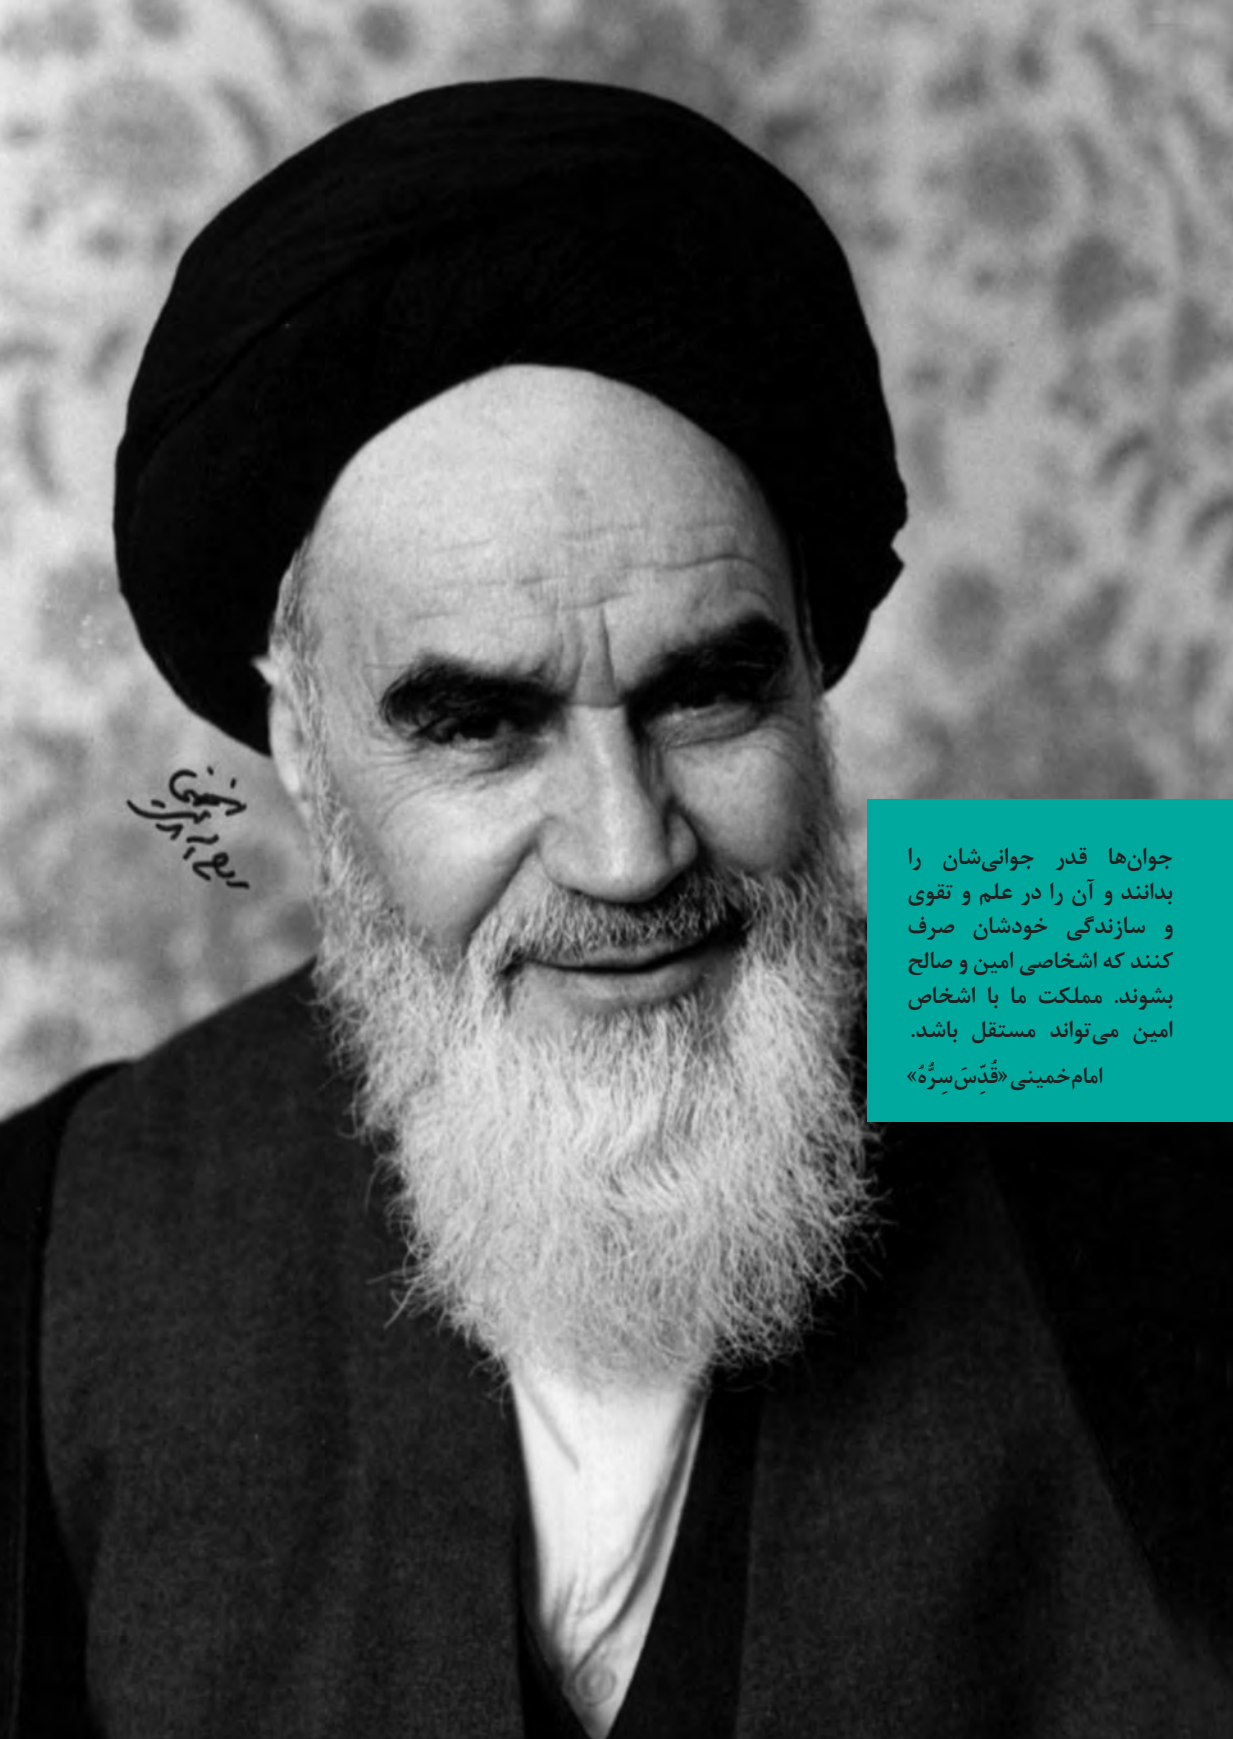 جوان‌ها قدر جوانی‌شان را
بدانند و آن را در علم و تقوی
و سازندگی خودشان صرف
کنند که اشخاصی امین و صالح
بشوند. مملکت ما با اشخاص
امین می‌تواند مستقل باشد.
امام‌خمینی «قُدِّسَ‌سِرُّهُ»